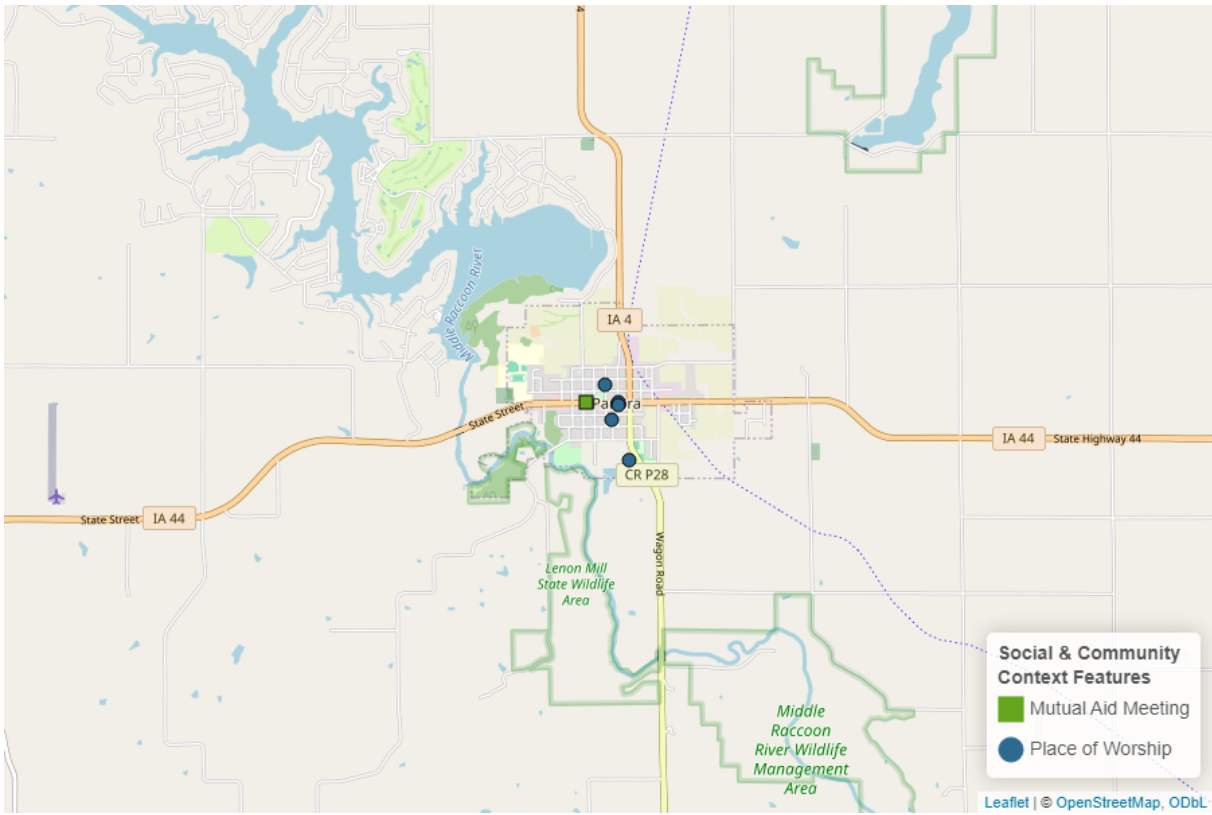 4
Middle Raccoon River
IA 4
Pa ora
State Street
IA 44
State Highway 44
CR P28
State Street
IA 44
Wagon Road
Lenon Mill
State Wildlife
Area
Middle
Raccoon
River Wildlife
Management
Area
Social & Community
Context Features
Mutual Aid Meeting
Place of Worship
Leaflet | © OpenStreetMap, ODbL